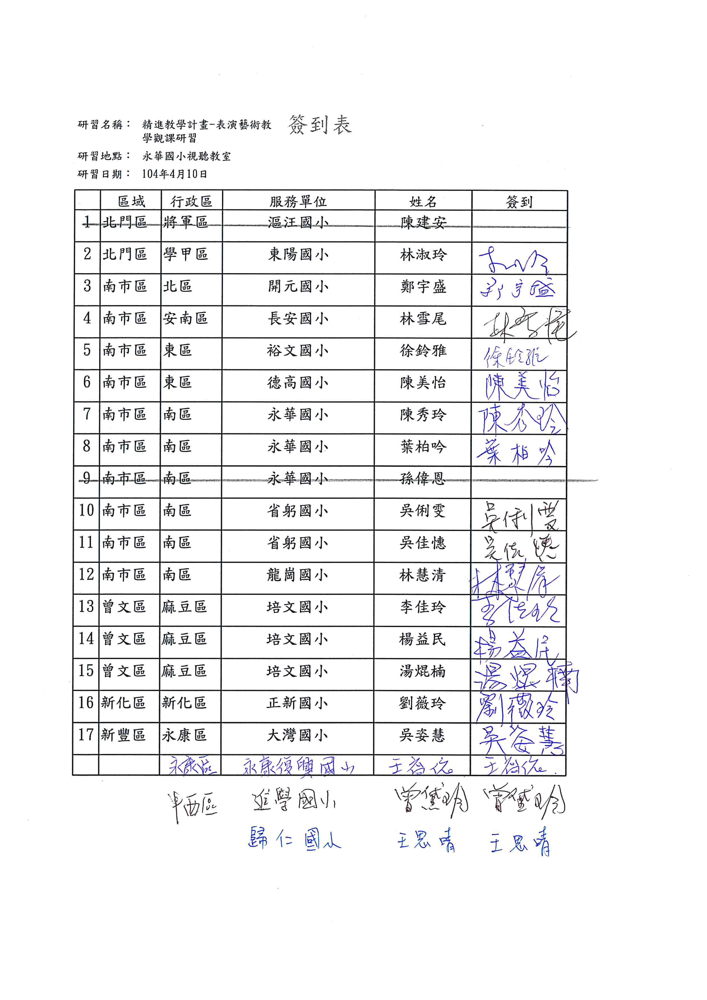 簽到表
研習名稱： 精進教學計畫-表演藝術教
學觀課研習
研習地點： 永華國小視聽教室
研習日期： 104年4月10日
區域 行政區 服務單位 姓名 簽到
1 北門區 將軍區 漚汪國小 陳建安
2 北門區 學甲區 東陽國小 林淑玲
3 南市區 北區 開元國小 鄭宇盛 鄭宇盛
4 南市區 安南區 長安國小 林雪尾 林雪尾
5 南市區 東區 裕文國小 徐鈴雅 徐鈴雅
6 南市區 東區 德高國小 陳美怡 陳美怡
7 南市區 南區 永華國小 陳秀玲 陳秀玲
8 南市區 南區 永華國小 葉柏吟 葉柏吟
9 南市區 南區 永華國小 孫偉恩
10 南市區 南區 省躬國小 吳俐雯 吳俐雯
11 南市區 南區 省躬國小 吳佳憓 吳佳憓
12 南市區 南區 龍崗國小 林慧清 林慧清
13 曾文區 麻豆區 培文國小 李佳玲 李佳玲
14 曾文區 麻豆區 培文國小 楊益民 楊益民
15 曾文區 麻豆區 培文國小 湯焜楠 湯焜楠
16 新化區 新化區 正新國小 劉薇玲 劉薇玲
17 新豐區 永康區 大灣國小 吳姿慧 吳姿慧
永康區 永康復興國小
中西區 進學國小 曾黛玲 曾黛玲
歸仁國小 王思晴 王思晴